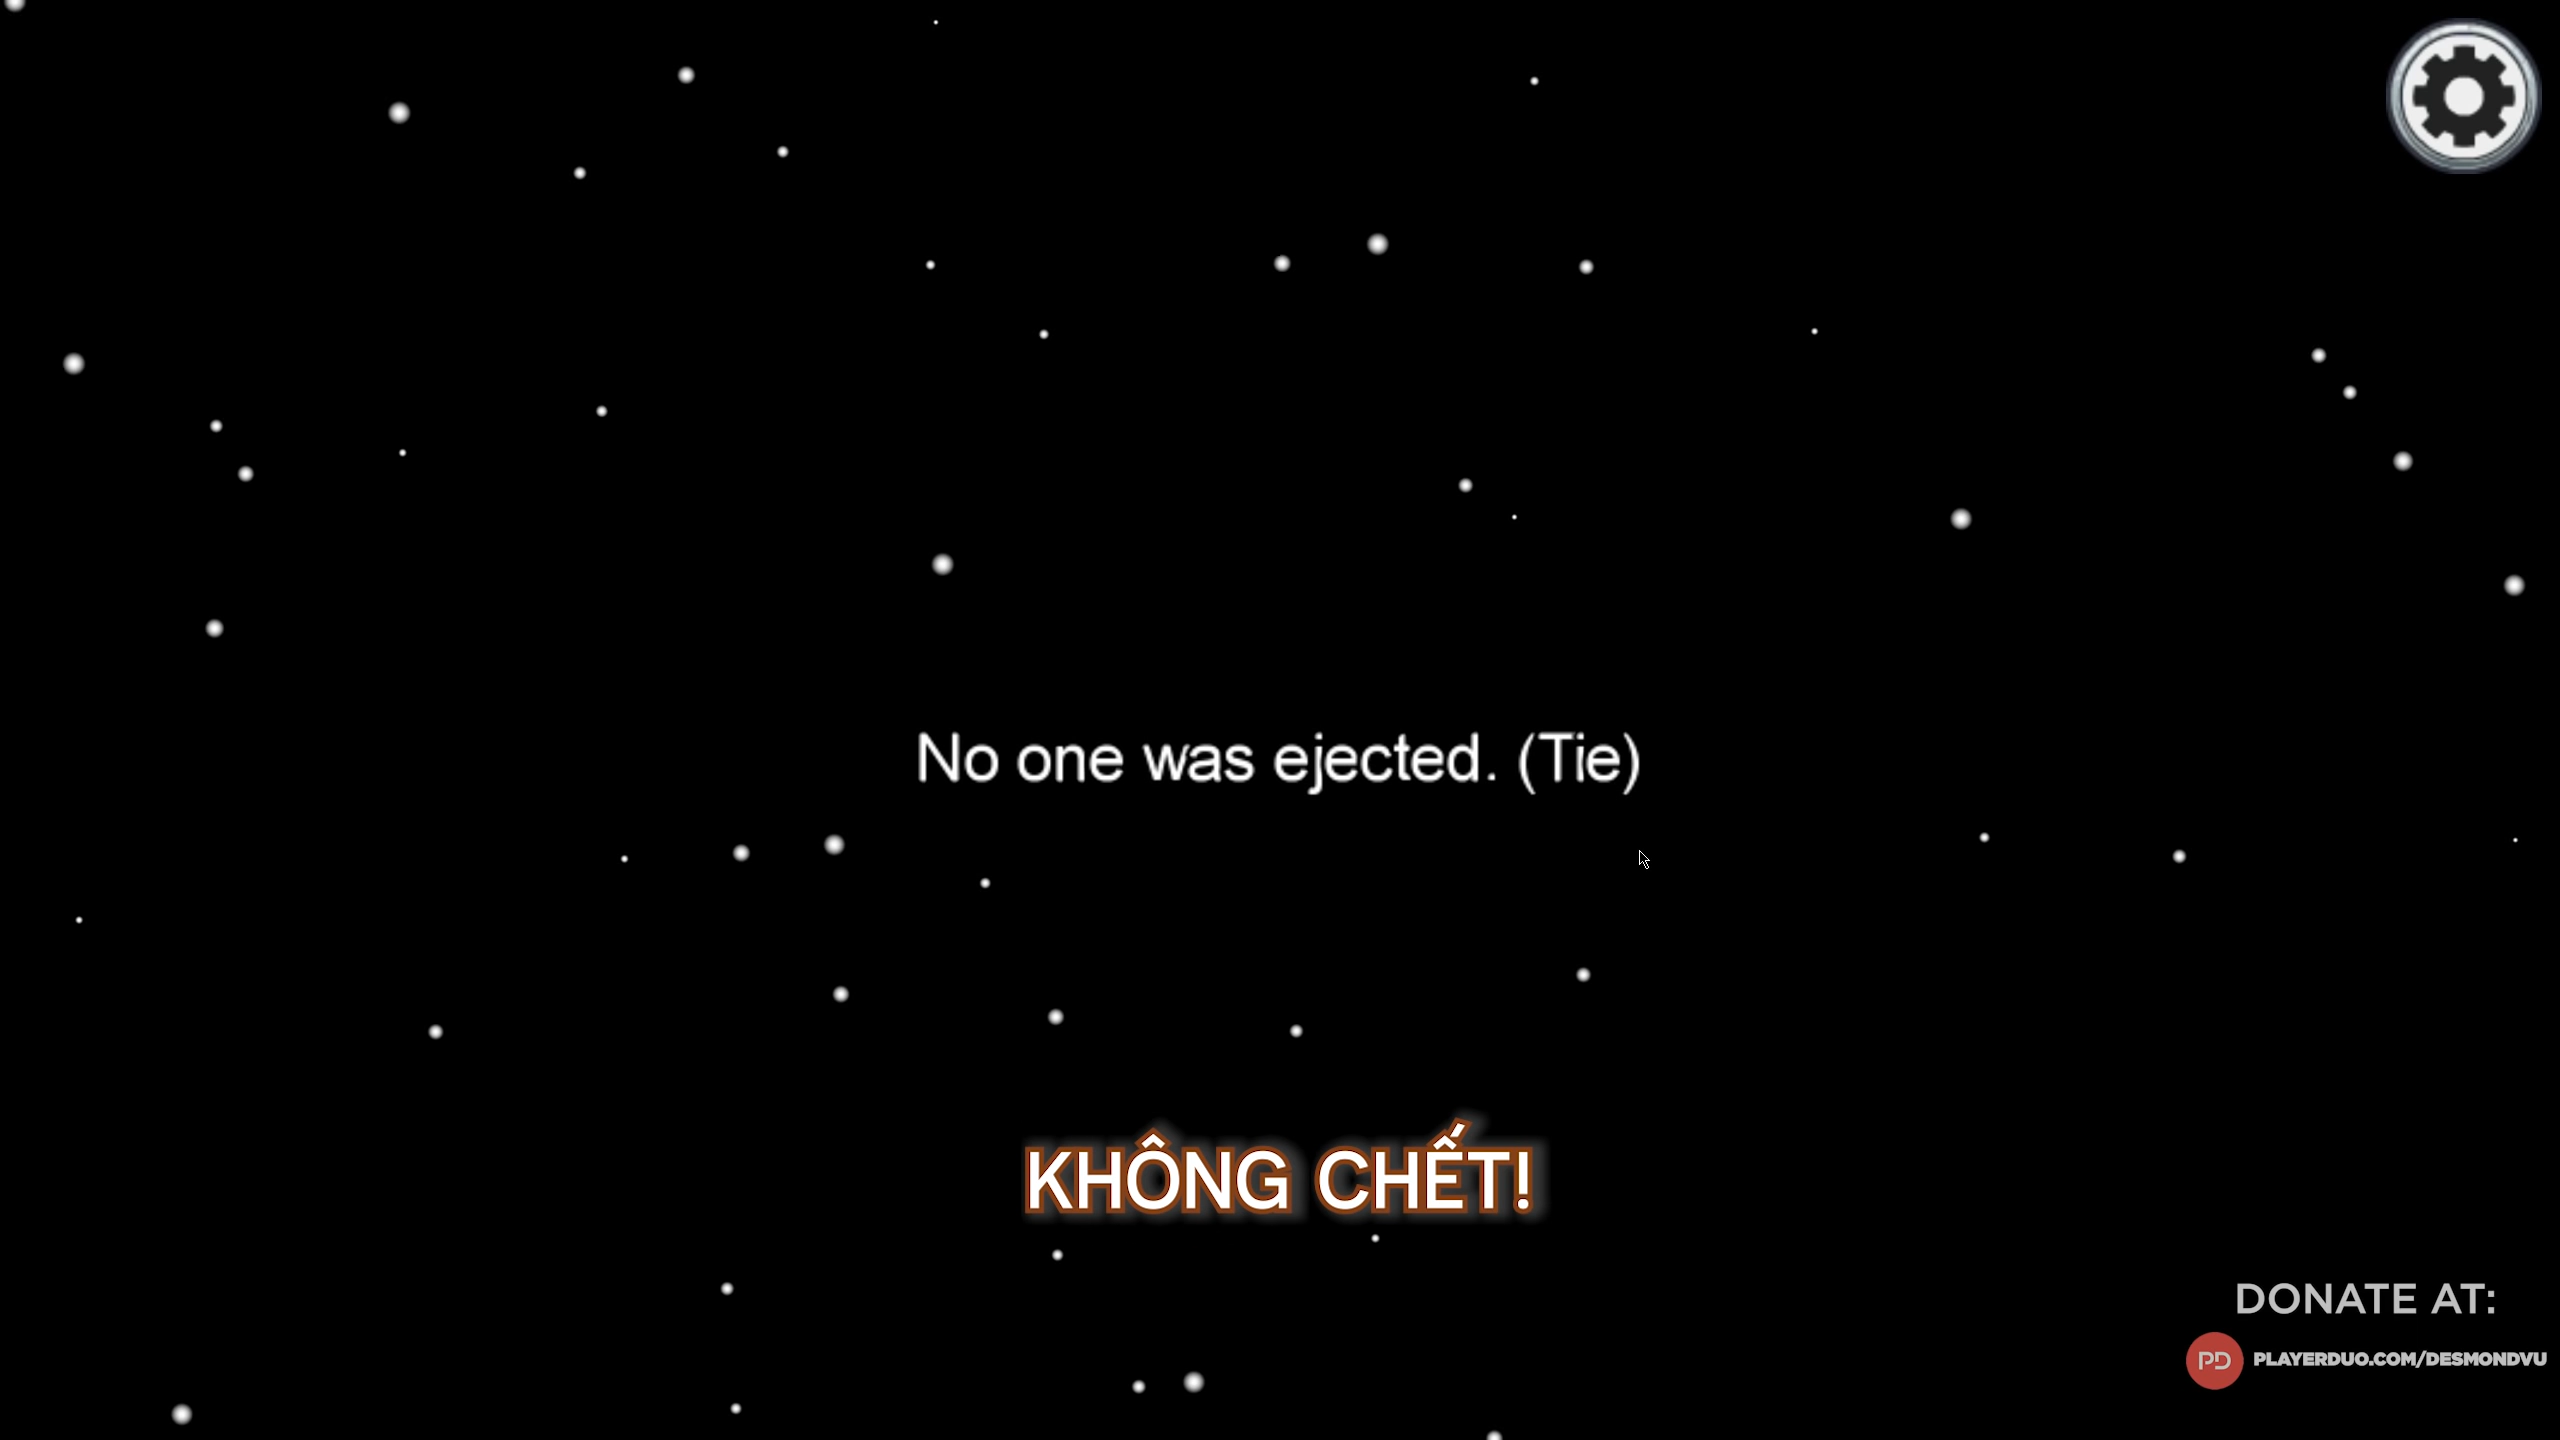 No one was ejected. (Tie)
KHÔNG CHẾT!
DONATE AT:
PD PLAYERDUO.COM/DESMONDVU